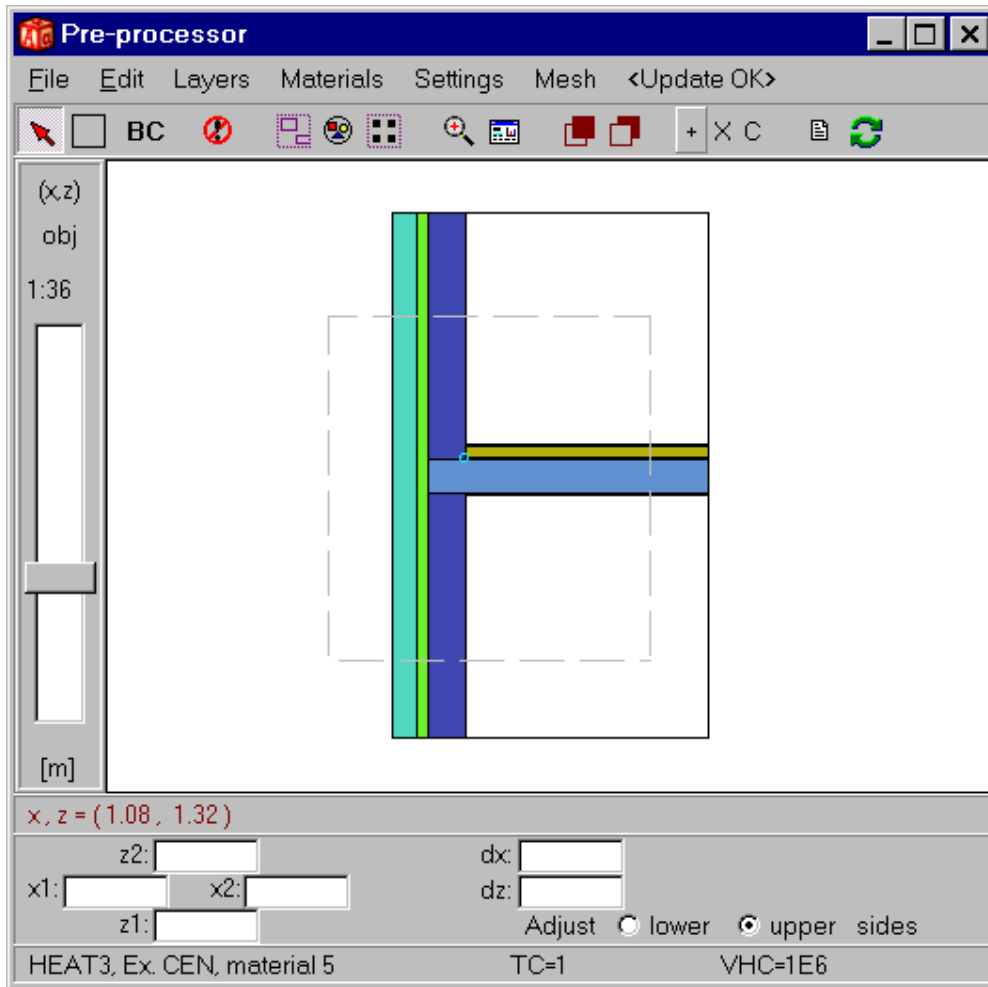 Pre-processor
File Edit Layers Materials Settings Mesh <Update OK>
BC + X C
(x,z)
obj
1:36
[m]
x, z = ( 1.08 , 1.32 )
z2: dx:
x1: x2: dz:
z1: Adjust lower upper sides
HEAT3, Ex. CEN, material 5 TC=1 VHC=1E6